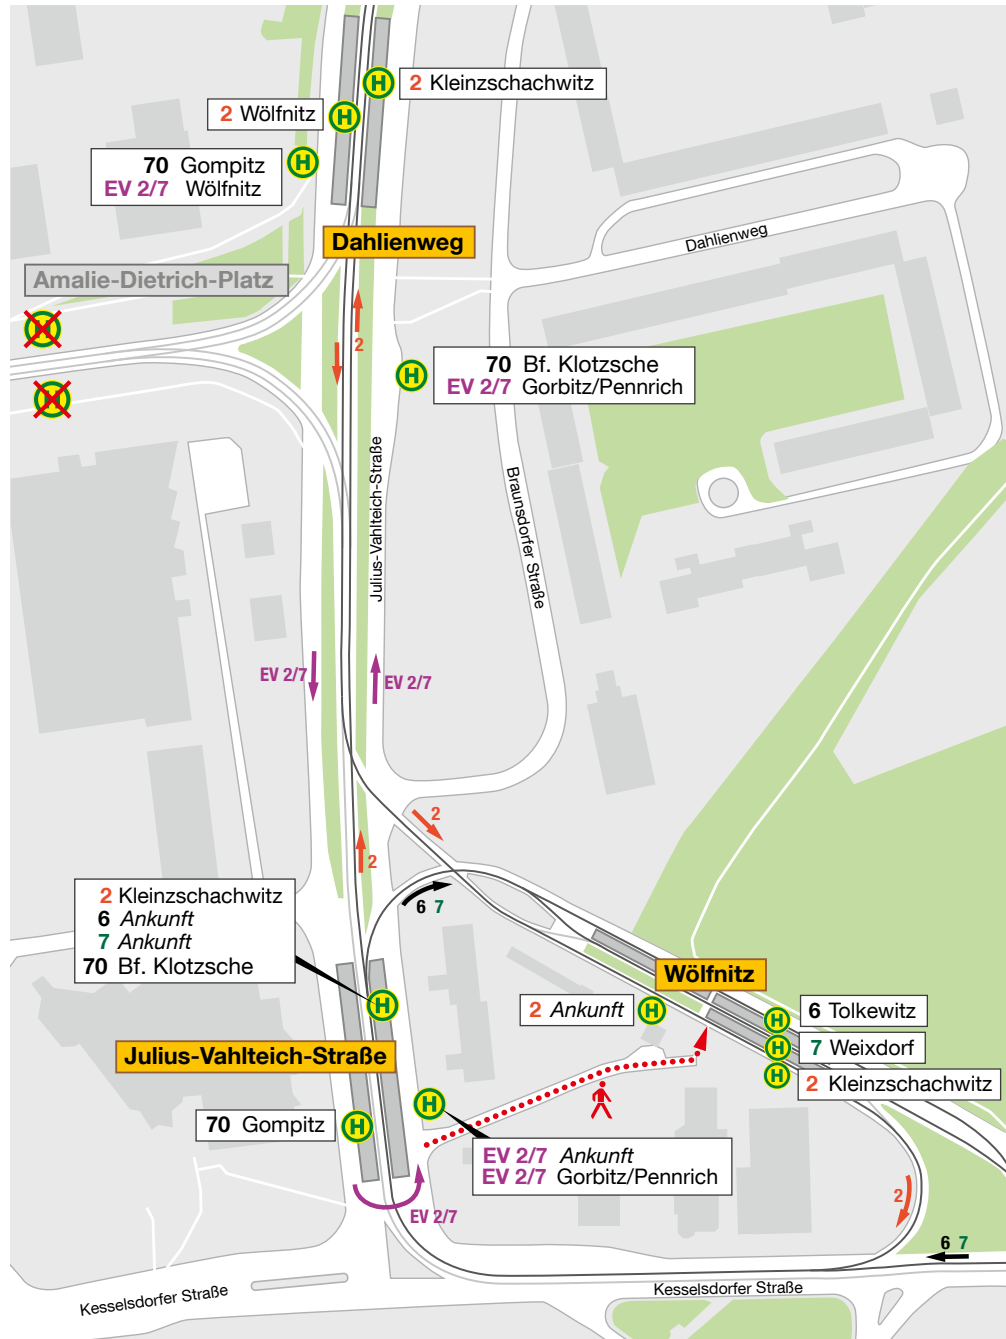 H
2 Kleinzschachwitz
2 Wölfnitz
H
70 Gompitz
EV 2/7 Wölfnitz
H
Dahlienweg
Dahlienweg
Amalie-Dietrich-Platz
H
H
2
H
70 Bf. Klotzsche
EV 2/7 Gorbitz/Pennrich
Julius-Vahlteich-Straße
Braunsdorfer Straße
EV 2/7
EV 2/7
2
2
6 7
2 Kleinzschachwitz
6 Ankunft
7 Ankunft
70 Bf. Klotzsche
H
Wölfnitz
2 Ankunft
H
H
6 Tolkewitz
H
7 Weixdorf
H
2 Kleinzschachwitz
Julius-Vahlteich-Straße
70 Gompitz
H
H
EV 2/7 Ankunft
EV 2/7 Gorbitz/Pennrich
EV 2/7
2
6 7
Kesselsdorfer Straße
Kesselsdorfer Straße